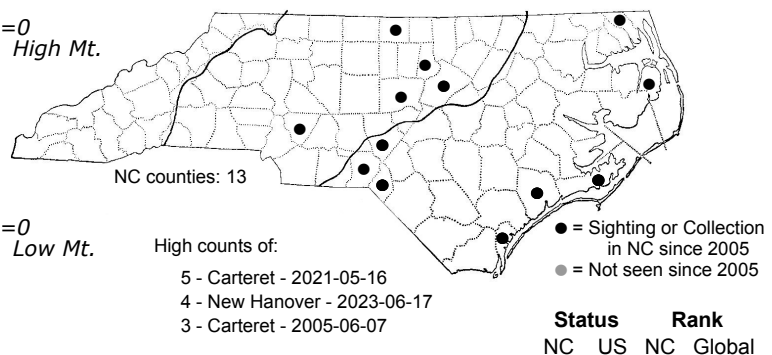 =0
High Mt.
NC counties: 13
=0
Low Mt.
High counts of:
5 - Carteret - 2021-05-16
4 - New Hanover - 2023-06-17
3 - Carteret - 2005-06-07
● = Sighting or Collection
in NC since 2005
● = Not seen since 2005
Status Rank
NC US NC Global